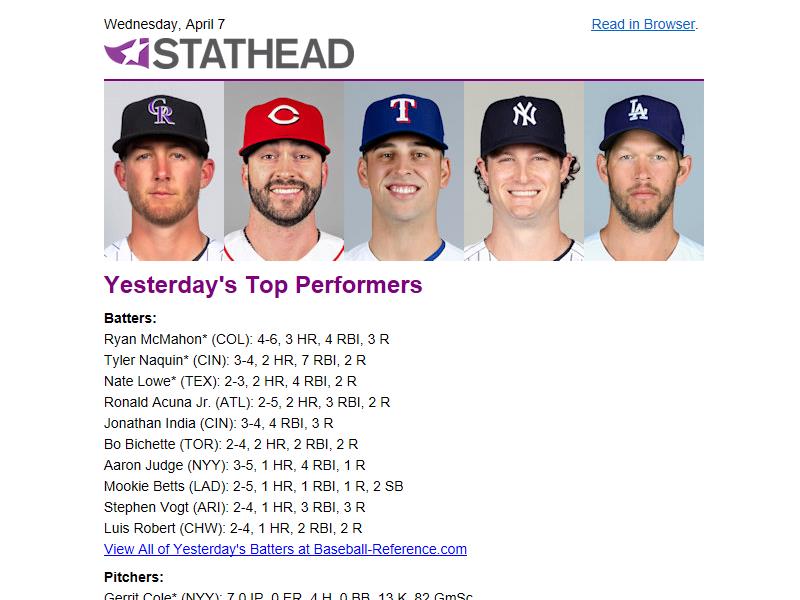 Wednesday, April 7
Read in Browser.
STATHEAD
CR
C
T
NY
LA
Yesterday's Top Performers
Batters:
Ryan McMahon* (COL): 4-6, 3 HR, 4 RBI, 3 R
Tyler Naquin* (CIN): 3-4, 2 HR, 7 RBI, 2 R
Nate Lowe* (TEX): 2-3, 2 HR, 4 RBI, 2 R
Ronald Acuna Jr. (ATL): 2-5, 2 HR, 3 RBI, 2 R
Jonathan India (CIN): 3-4, 4 RBI, 3 R
Bo Bichette (TOR): 2-4, 2 HR, 2 RBI, 2 R
Aaron Judge (NYY): 3-5, 1 HR, 4 RBI, 1 R
Mookie Betts (LAD): 2-5, 1 HR, 1 RBI, 1 R, 2 SB
Stephen Vogt (ARI): 2-4, 1 HR, 3 RBI, 3 R
Luis Robert (CHW): 2-4, 1 HR, 2 RBI, 2 R
View All of Yesterday's Batters at Baseball-Reference.com
Pitchers:
Gerrit Cole* (NYY): 7.0 IP, 0 ER, 4 H, 0 BB, 13 K, 82 GmSc